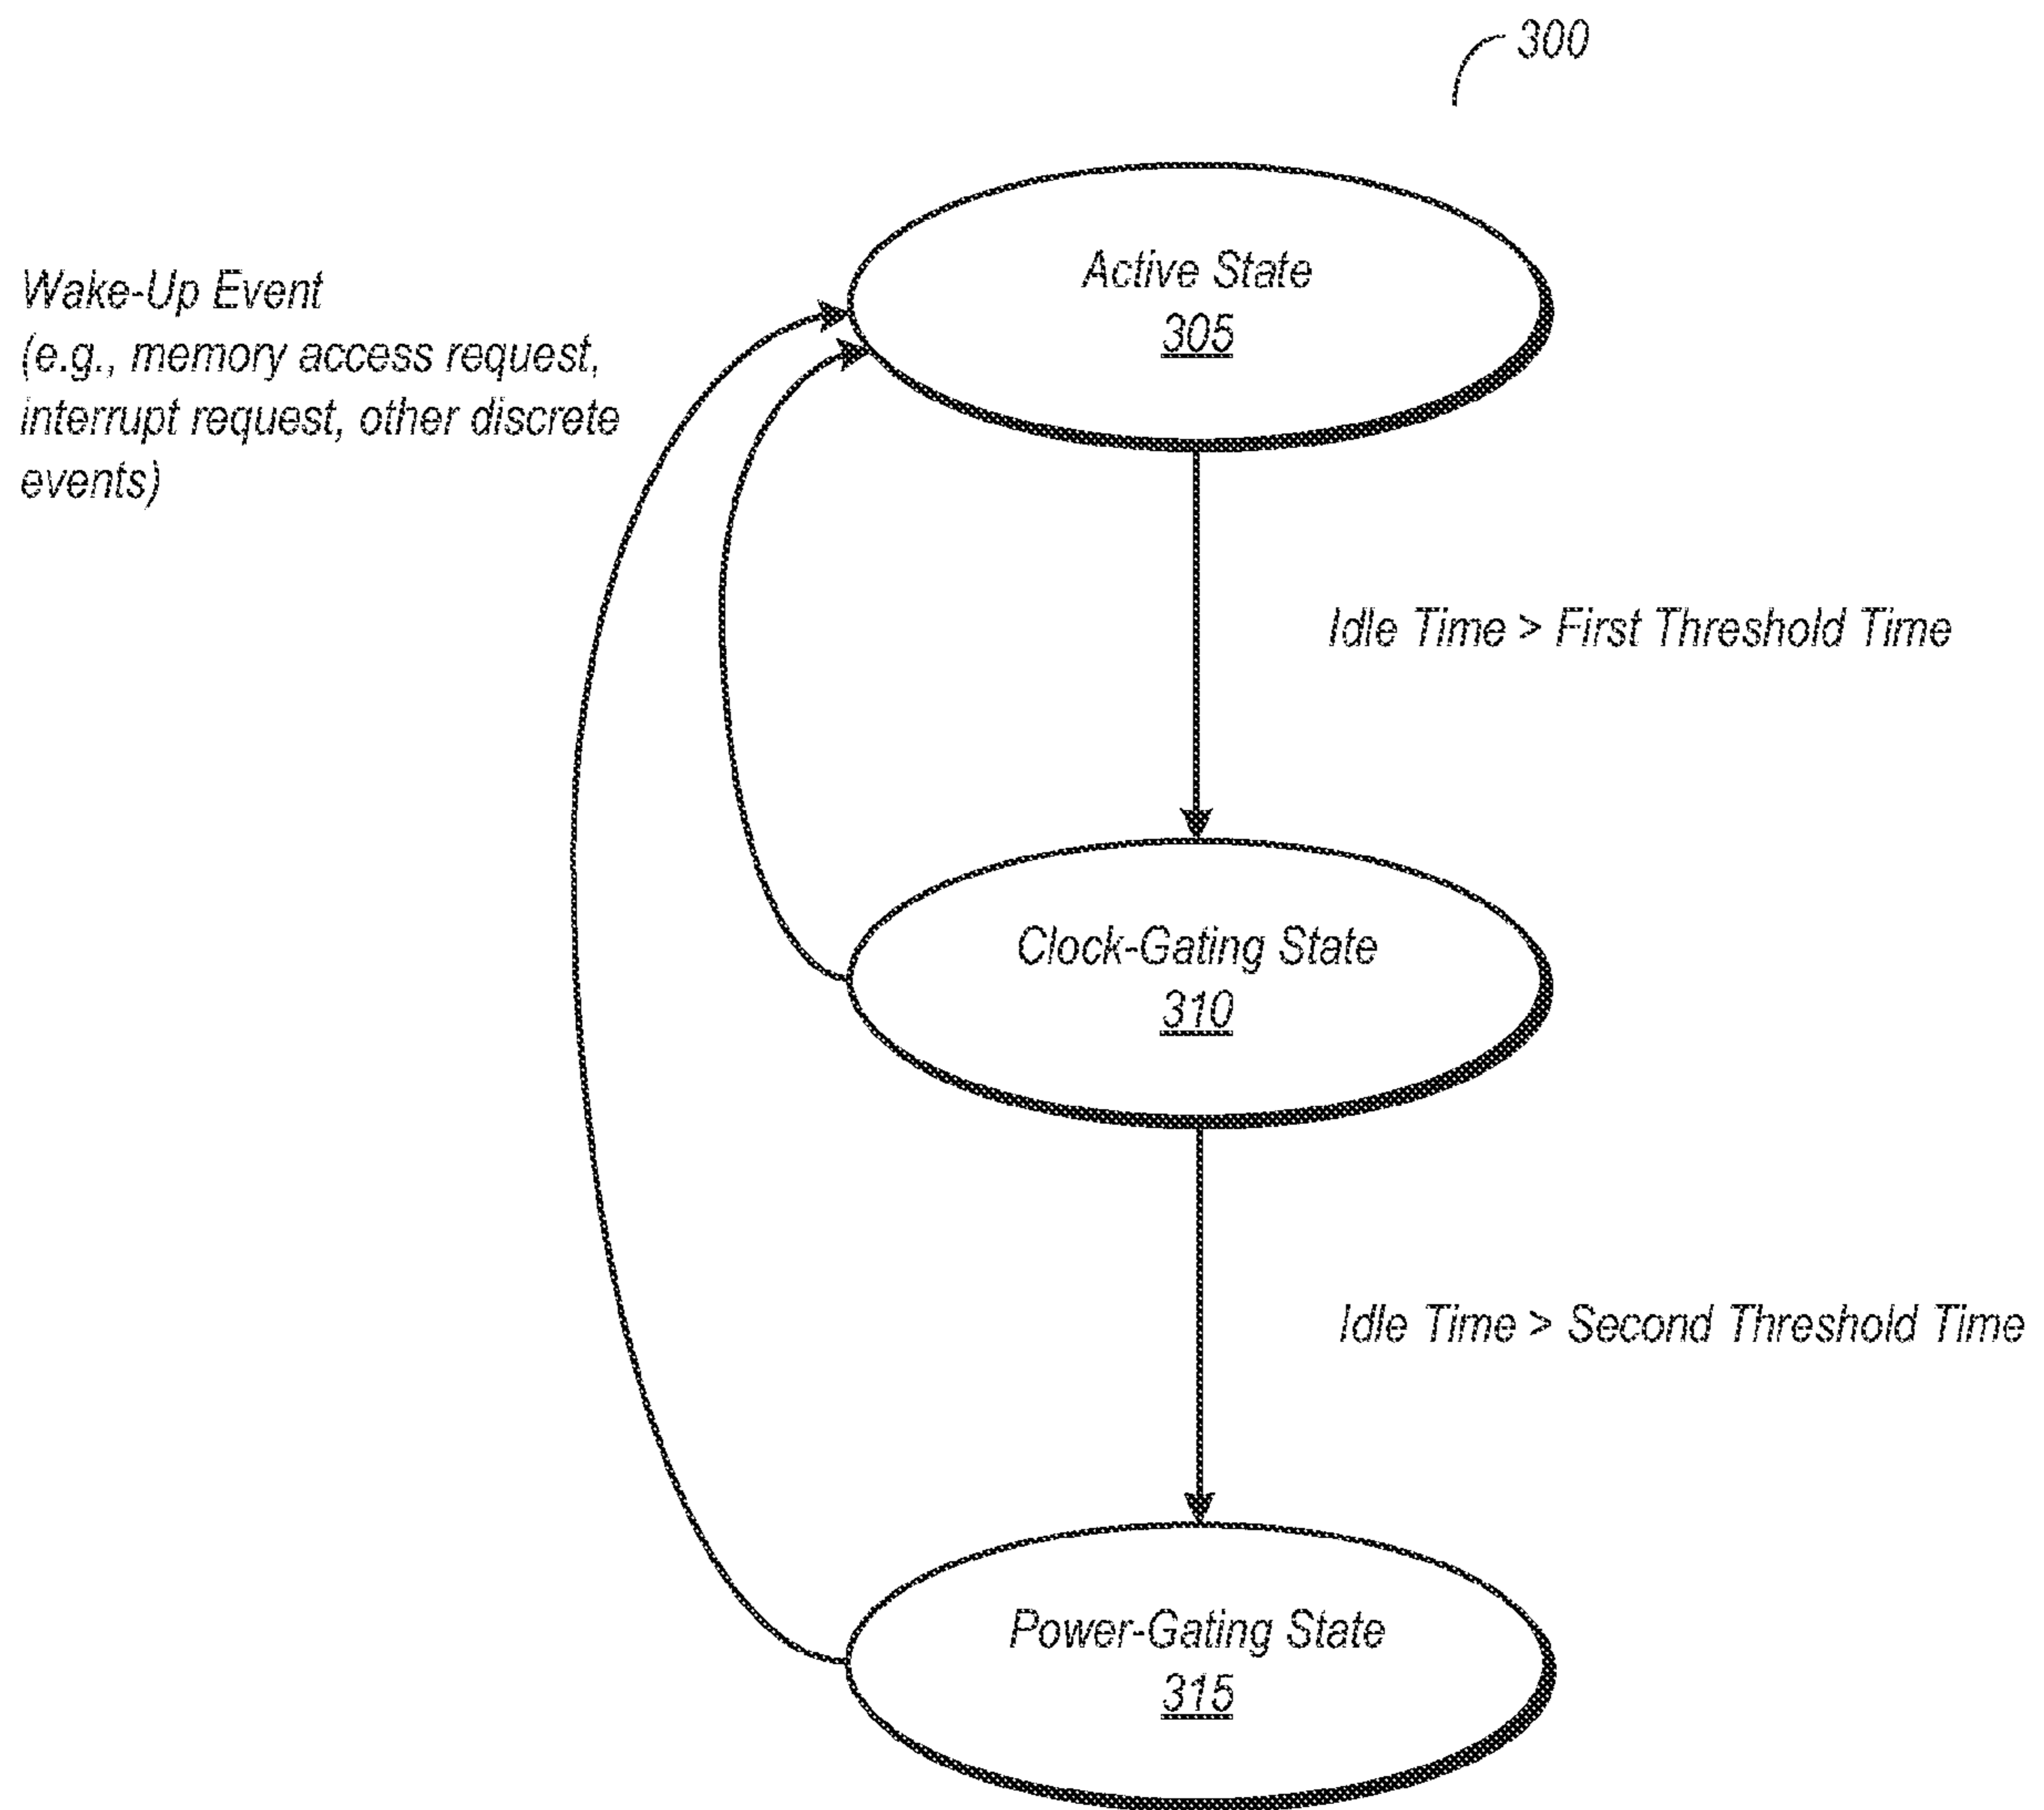 300
Active State
305
Wake-Up Event
(e.g., memory access request,
interrupt request, other discrete
events)
Idle Time > First Threshold Time
Clock-Gating State
310
Idle Time > Second Threshold Time
Power-Gating State
315